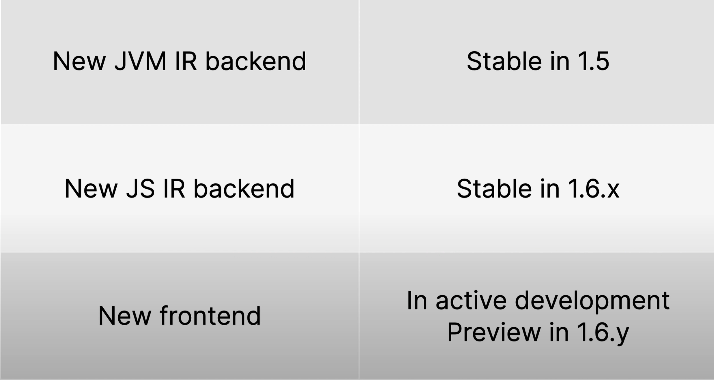 New JVM IR backend
Stable in 1.5
New JS IR backend
Stable in 1.6.x
New frontend
In active development
Preview in 1.6.y